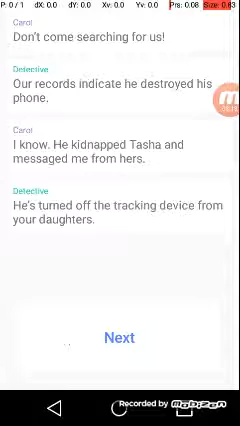 P: 0 / 1 dX: 0.0 dY: 0.0 Xv: 0.0 Yv: 0.0 Prs: 0.08 Size: 0.63
Carol
Don't come searching for us!
Detective
Our records indicate he destroyed his
phone.
Carol
I know. He kidnapped Tasha and
messaged me from hers.
Detective
He's turned off the tracking device from
your daughters.
Next
Recorded by mobizen